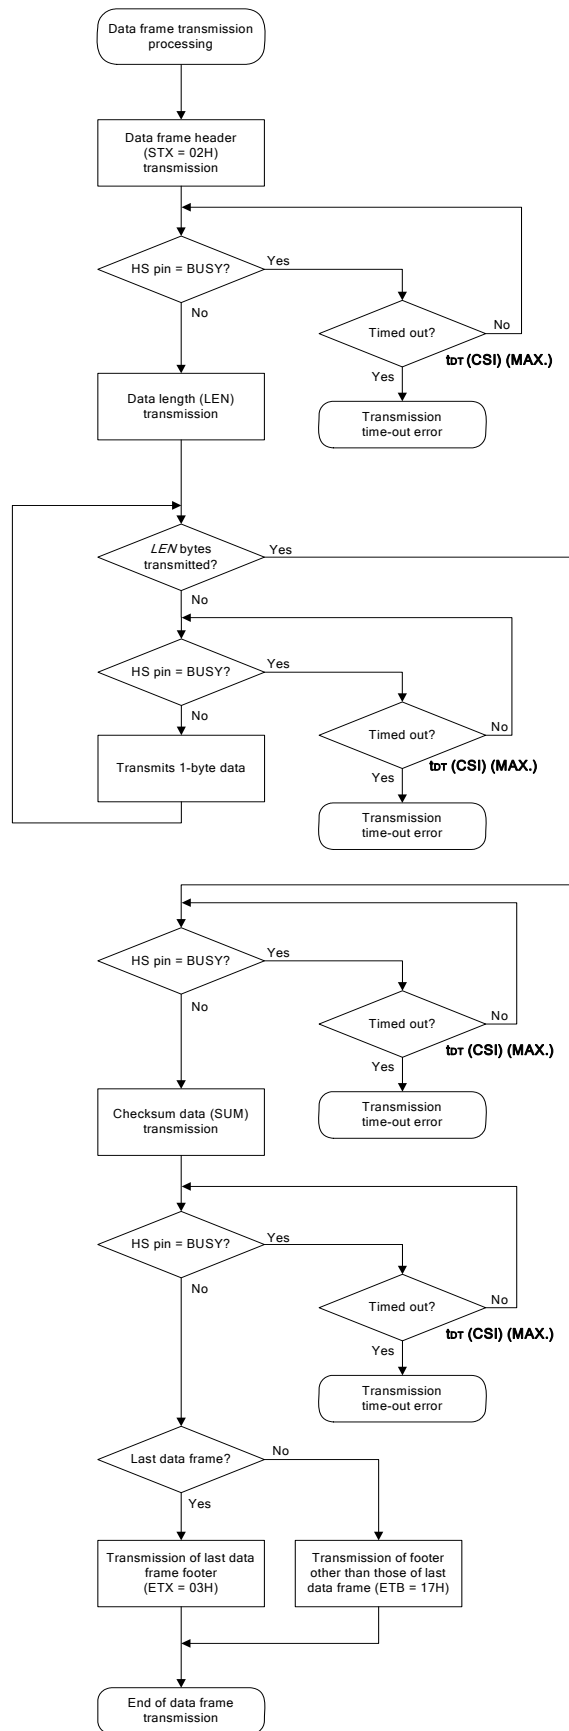 Data frame transmission
processing
Data frame header
(STX = 02H)
transmission
HS pin = BUSY?
Yes
No
Timed out?
No
tDT (CSI) (MAX.)
Yes
Transmission
time-out error
Data length (LEN)
transmission
LEN bytes
transmitted?
Yes
No
HS pin = BUSY?
Yes
No
Timed out?
No
tDT (CSI) (MAX.)
Yes
Transmission
time-out error
Transmits 1-byte data
HS pin = BUSY?
Yes
No
Timed out?
No
tDT (CSI) (MAX.)
Yes
Transmission
time-out error
Checksum data (SUM)
transmission
HS pin = BUSY?
Yes
No
Timed out?
No
tDT (CSI) (MAX.)
Yes
Transmission
time-out error
Last data frame?
No
Yes
Transmission of last data
frame footer
(ETX = 03H)
Transmission of footer
other than those of last
data frame (ETB = 17H)
End of data frame
transmission